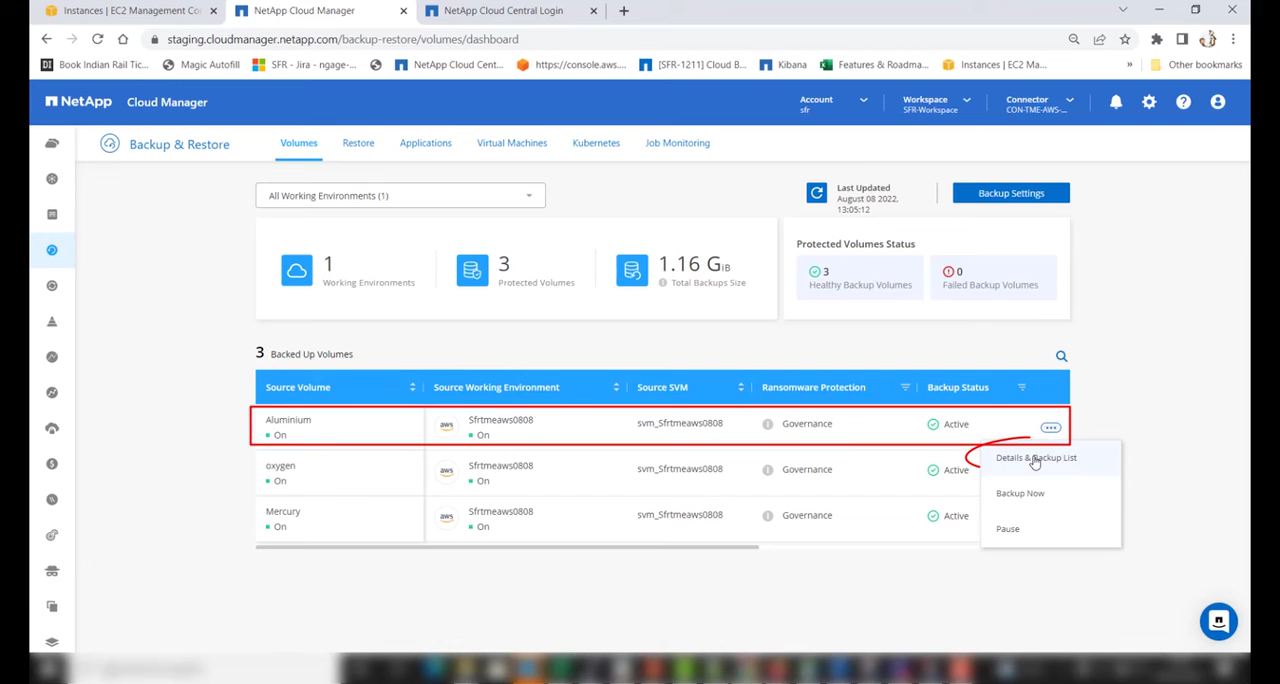 Instances | EC2 Management Co
NetApp Cloud Manager
NetApp Cloud Central Login
staging.cloudmanager.netapp.com/backup-restore/volumes/dashboard
Book Indian Rail Tic...
Magic Autofill
SFR - Jira - ngage-...
NetApp Cloud Cent...
https://console.aws....
[SFR-1211] Cloud B...
Kibana
Features & Roadma...
Instances | EC2 Ma...
»
Other bookmarks
NetApp
Cloud Manager
Account
sfr
Workspace
SFR-Workspace
Connector
CON-TME-AWS-...
Backup & Restore
Volumes
Restore
Applications
Virtual Machines
Kubernetes
Job Monitoring
All Working Environments (1)
Last Updated
August 08 2022,
13:05:12
Backup Settings
1
Working Environments
3
Protected Volumes
1.16 GiB
Total Backups Size
Protected Volumes Status
3
Healthy Backup Volumes
0
Failed Backup Volumes
3 Backed Up Volumes
Source Volume
Source Working Environment
Source SVM
Ransomware Protection
Backup Status
Aluminium
On
aws
Sfrtmeaws0808
On
svm_Sfrtmeaws0808
Governance
Active
oxygen
On
aws
Sfrtmeaws0808
On
svm_Sfrtmeaws0808
Governance
Active
Mercury
On
aws
Sfrtmeaws0808
On
svm_Sfrtmeaws0808
Governance
Active
Details & Backup List
Backup Now
Pause